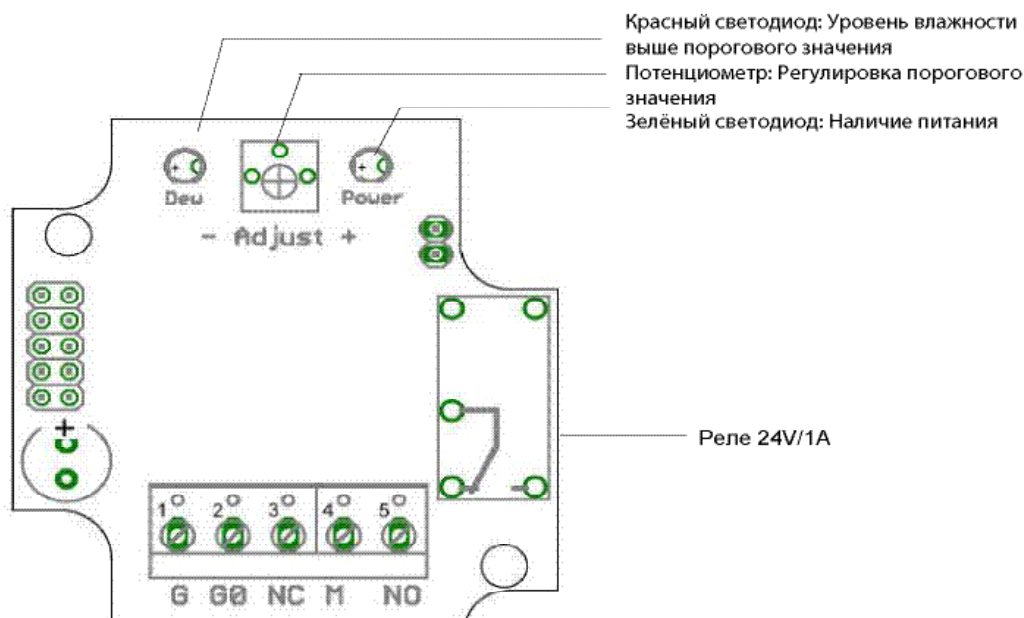 Красный светодиод: Уровень влажности
выше порогового значения
Потенциометр: Регулировка порогового
значения
Зелёный светодиод: Наличие питания
+ +
Dew Power
- Adjust +
+
Реле 24V/1A
1 2 3 4 5
G G0 NC M NO